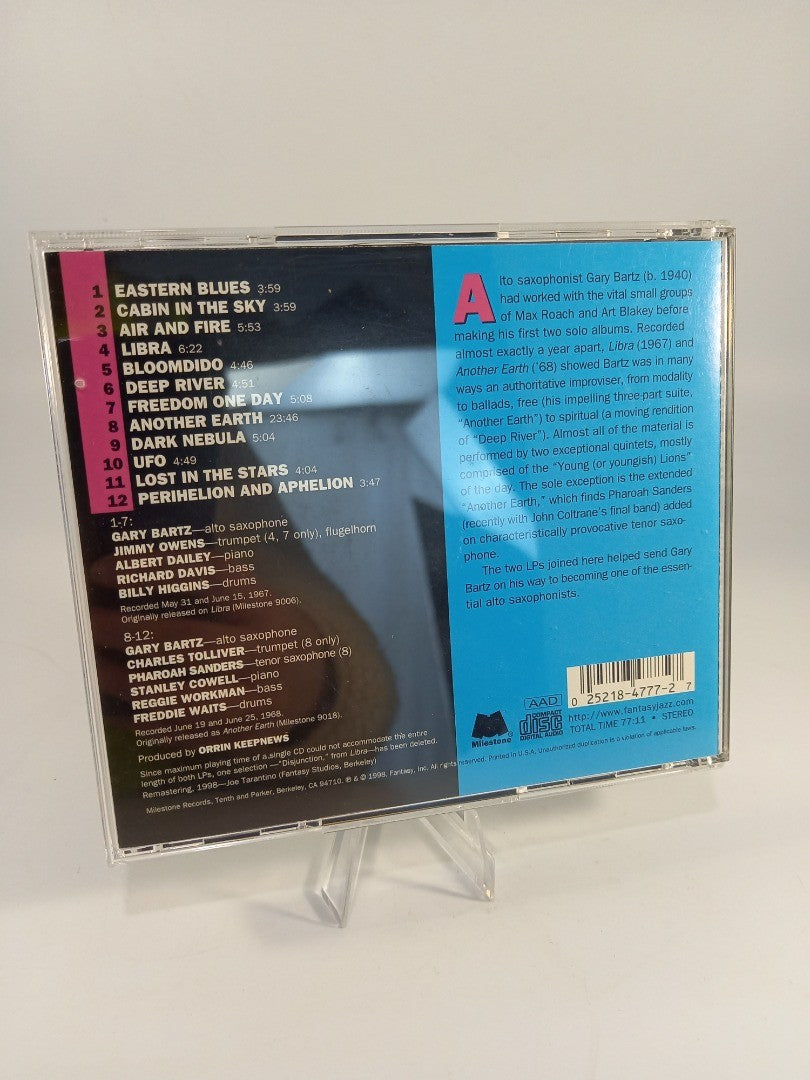 1 EASTERN BLUES 3:59
2 CABIN IN THE SKY 3:59
3 AIR AND FIRE 5:53
4 LIBRA 6:22
5 BLOOMDIDO 4:46
6 DEEP RIVER 4:51
7 FREEDOM ONE DAY 5:08
8 ANOTHER EARTH 23:46
9 DARK NEBULA 5:04
10 UFO 4:49
11 LOST IN THE STARS 4:04
12 PERIHELION AND APHELION 3:47
1-7:
GARY BARTZ—alto saxophone
JIMMY OWENS—trumpet (4, 7 only), flugelhorn
ALBERT DAILEY—piano
RICHARD DAVIS—bass
BILLY HIGGINS—drums
Recorded May 31 and June 15, 1967.
Originally released on Libra (Milestone 9006).
8-12:
GARY BARTZ—alto saxophone
CHARLES TOLLIVER—trumpet (8 only)
PHAROAH SANDERS—tenor saxophone (8)
STANLEY COWELL—piano
REGGIE WORKMAN—bass
FREDDIE WAITS—drums
Recorded June 19 and June 25, 1968.
Originally released as Another Earth (Milestone 9018).
Produced by ORRIN KEEPNEWS
Since maximum playing time of a single CD could not accommodate the entire
length of both LPs, one selection—"Disjunction," from Libra—has been deleted.
Remastering, 1998—Joe Tarantino (Fantasy Studios, Berkeley)
Milestone Records, Tenth and Parker, Berkeley, CA 94710. ℗ & © 1998, Fantasy, Inc. All rights reserved. Printed in U.S.A. Unauthorized duplication is a violation of applicable laws.
Alto saxophonist Gary Bartz (b. 1940)
had worked with the vital small groups
of Max Roach and Art Blakey before
making his first two solo albums. Recorded
almost exactly a year apart, Libra (1967) and
Another Earth ('68) showed Bartz was in many
ways an authoritative improviser, from modality
to ballads, free (his impelling three-part suite,
"Another Earth") to spiritual (a moving rendition
of "Deep River"). Almost all of the material is
performed by two exceptional quintets, mostly
comprised of the "Young (or youngish) Lions"
of the day. The sole exception is the extended
"Another Earth," which finds Pharoah Sanders
(recently with John Coltrane's final band) added
on characteristically provocative tenor saxo-
phone.
The two LPs joined here helped send Gary
Bartz on his way to becoming one of the essen-
tial alto saxophonists.
0 25218-4777-2 7
AAD
Milestone
COMPACT
disc
DIGITAL AUDIO
http://www.fantasyjazz.com
TOTAL TIME 77:11 • STEREO